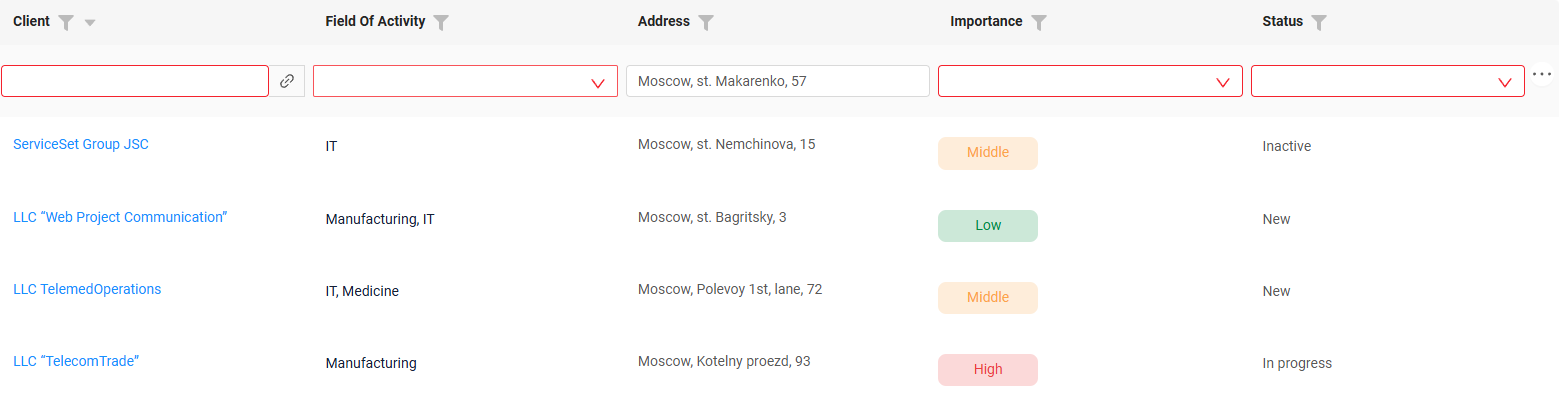 Client Field Of Activity Address Importance Status
Moscow, st. Makarenko, 57
ServiceSet Group JSC IT Moscow, st. Nemchinova, 15 Middle Inactive
LLC “Web Project Communication” Manufacturing, IT Moscow, st. Bagritsky, 3 Low New
LLC TelemedOperations IT, Medicine Moscow, Polevoy 1st, lane, 72 Middle New
LLC “TelecomTrade” Manufacturing Moscow, Kotelny proezd, 93 High In progress